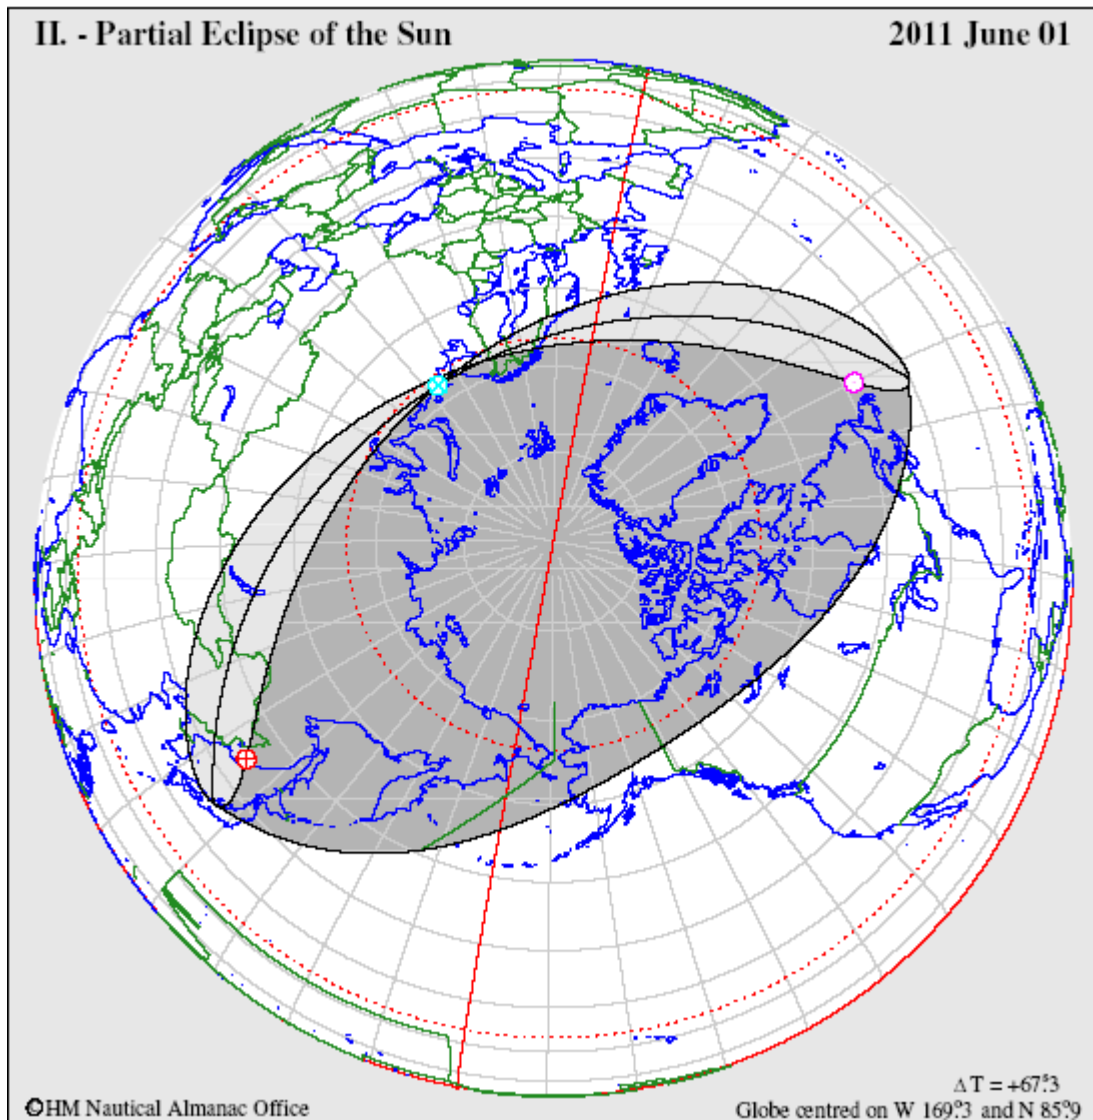 II. - Partial Eclipse of the Sun
2011 June 01
ΔT = +67ˢ.3
©HM Nautical Almanac Office
Globe centred on W 169°.3 and N 85°.9